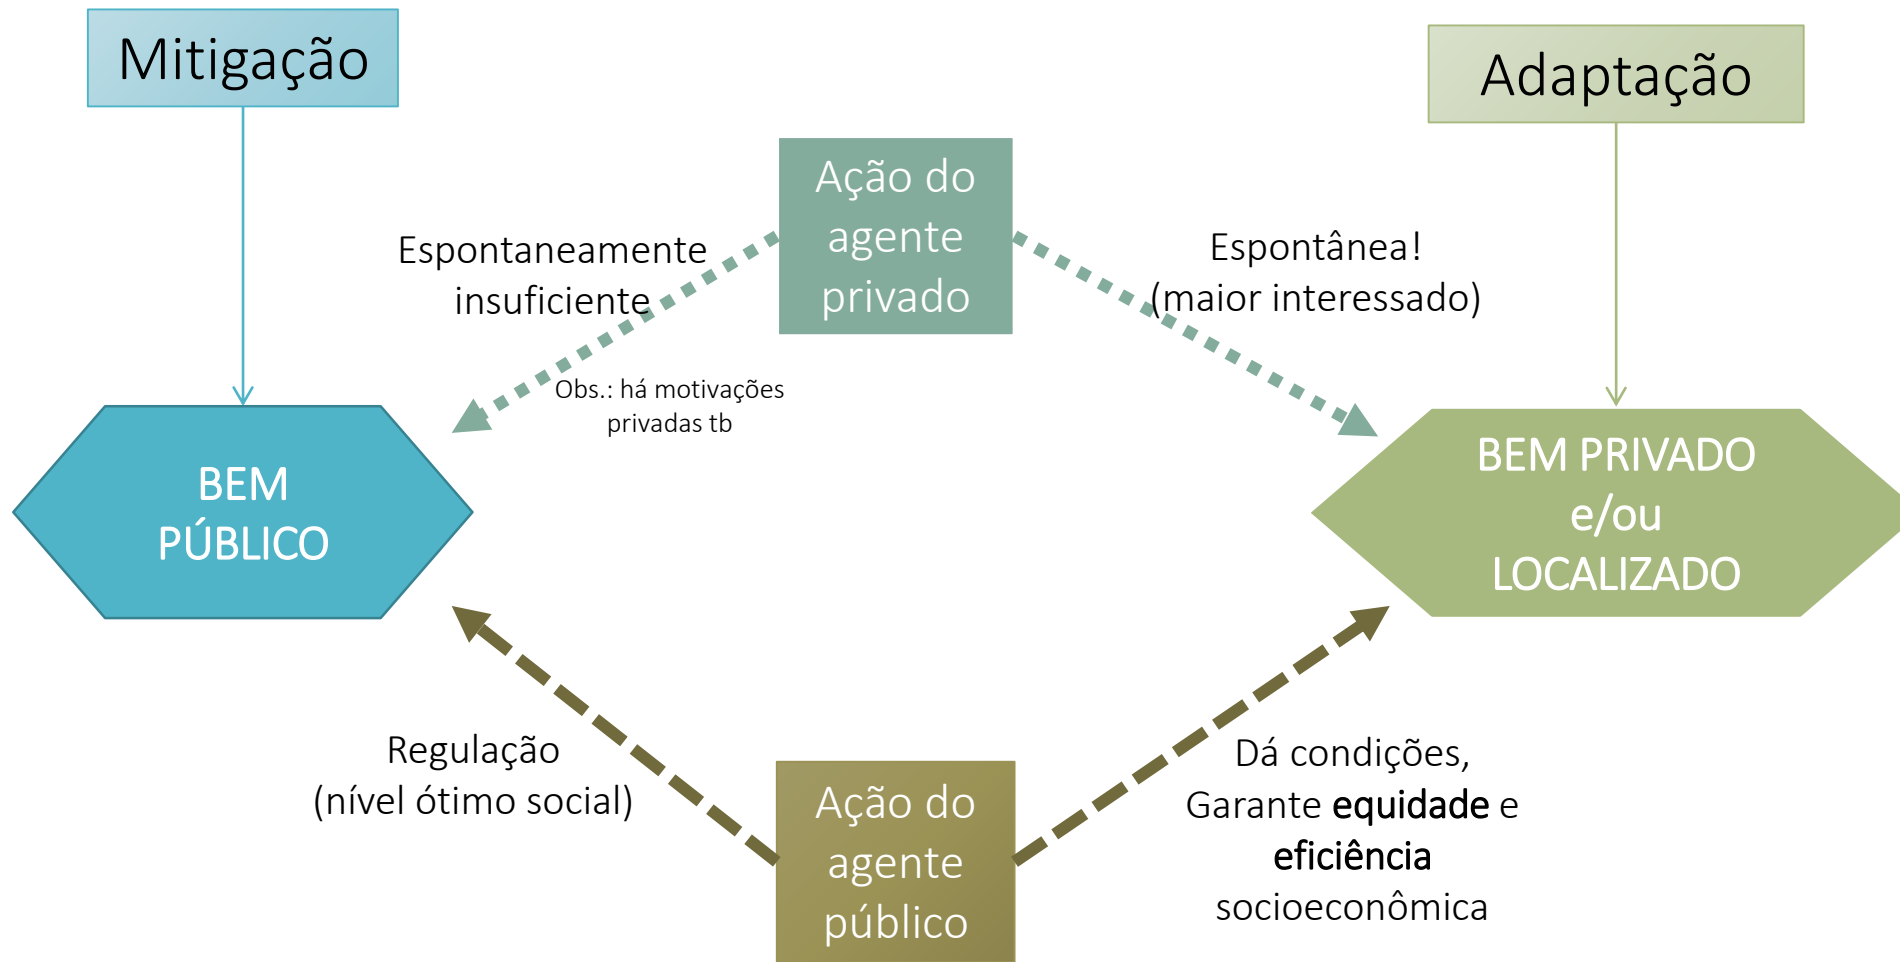 Mitigação
Adaptação
Ação do
agente
privado
Espontaneamente
insuficiente
Espontânea!
(maior interessado)
Obs.: há motivações
privadas tb
BEM
PÚBLICO
BEM PRIVADO
e/ou
LOCALIZADO
Regulação
(nível ótimo social)
Ação do
agente
público
Dá condições,
Garante equidade e
eficiência
socioeconômica